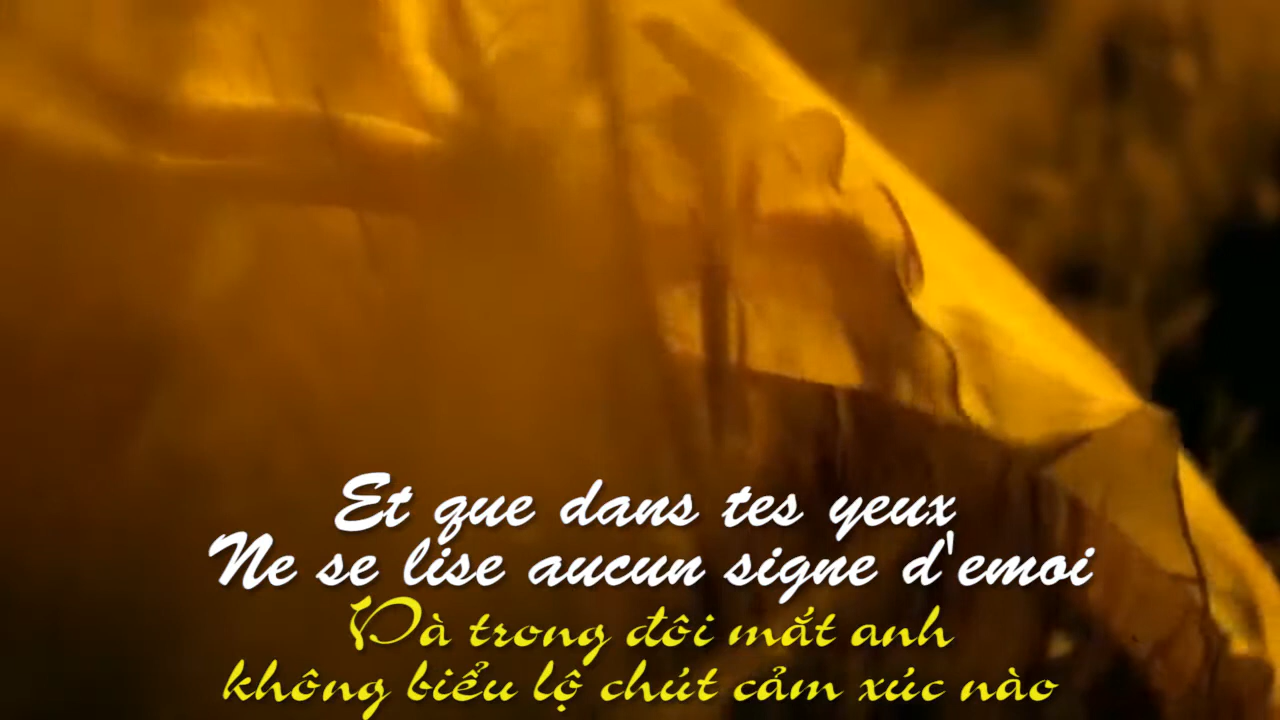 Et que dans tes yeux
Ne se lise aucun signe d'emoi
Và trong đôi mắt anh
không biểu lộ chút cảm xúc nào